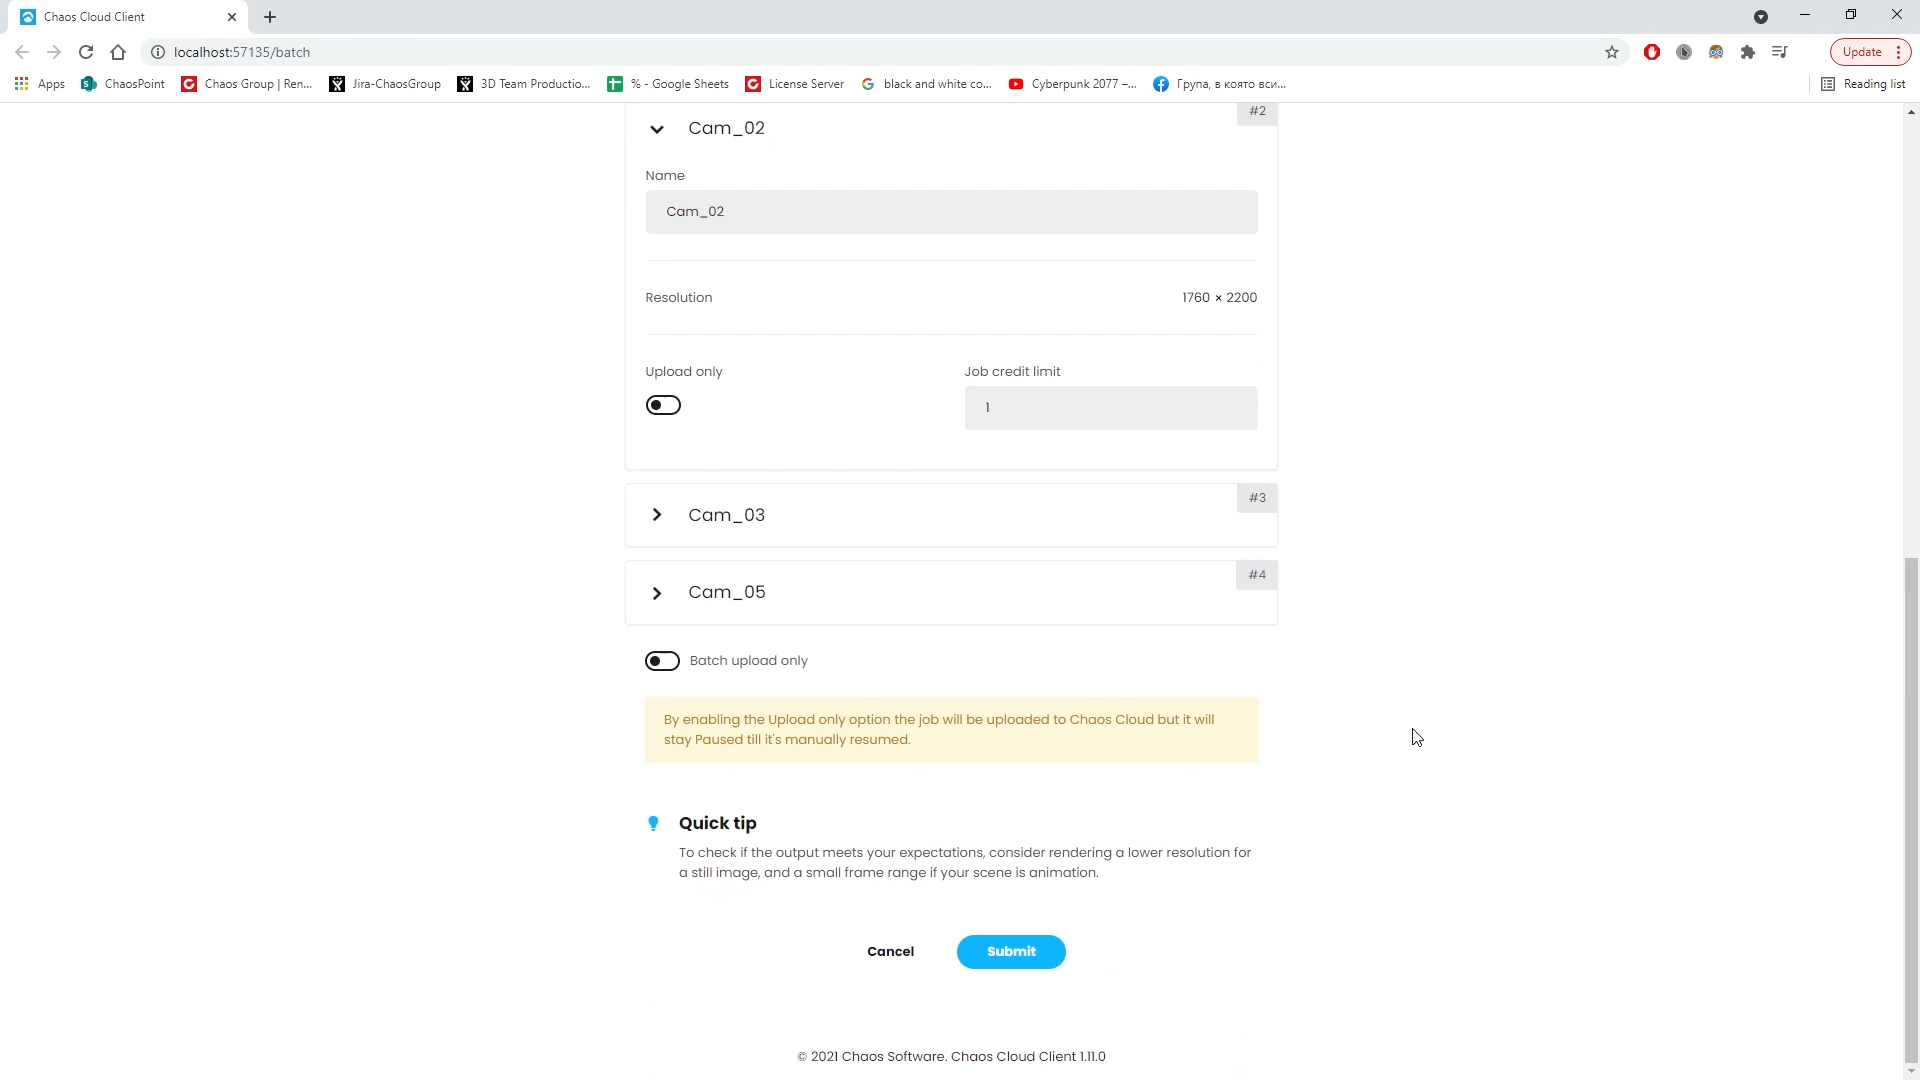 Chaos Cloud Client
localhost:57135/batch
Update
Apps ChaosPoint Chaos Group | Ren... Jira-ChaosGroup 3D Team Productio... % - Google Sheets License Server black and white co... Cyberpunk 2077 –... Група, в която вси... Reading list
#2
Cam_02
Name
Cam_02
Resolution 1760 × 2200
Upload only Job credit limit
1
#3
Cam_03
#4
Cam_05
Batch upload only
By enabling the Upload only option the job will be uploaded to Chaos Cloud but it will
stay Paused till it's manually resumed.
Quick tip
To check if the output meets your expectations, consider rendering a lower resolution for
a still image, and a small frame range if your scene is animation.
Cancel Submit
© 2021 Chaos Software. Chaos Cloud Client 1.11.0